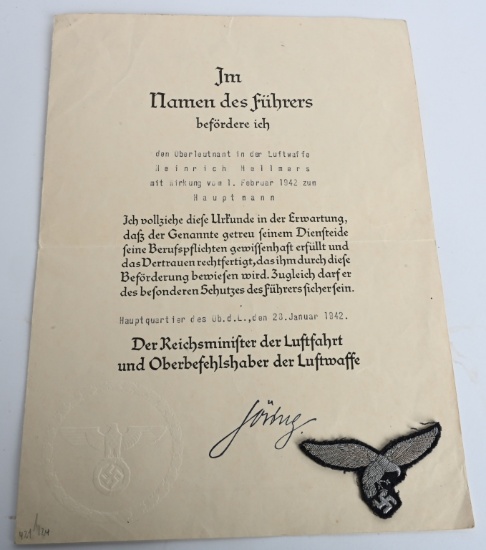 Im
Namen des Führers
befördere ich
den Oberleutnant in der Luftwaffe
Heinrich Hellmers
mit Wirkung vom 1. Februar 1942 zum
Hauptmann
Ich vollziehe diese Urkunde in der Erwartung,
daß der Genannte getreu seinem Diensteide
seine Berufspflichten gewissenhaft erfüllt und
das Vertrauen rechtfertigt, das ihm durch diese
Beförderung bewiesen wird. Zugleich darf er
des besonderen Schutzes des Führers sicher sein.
Hauptquartier des Ob.d.L., den 23. Januar 1942.
Der Reichsminister der Luftfahrt
und Oberbefehlshaber der Luftwaffe
Göring